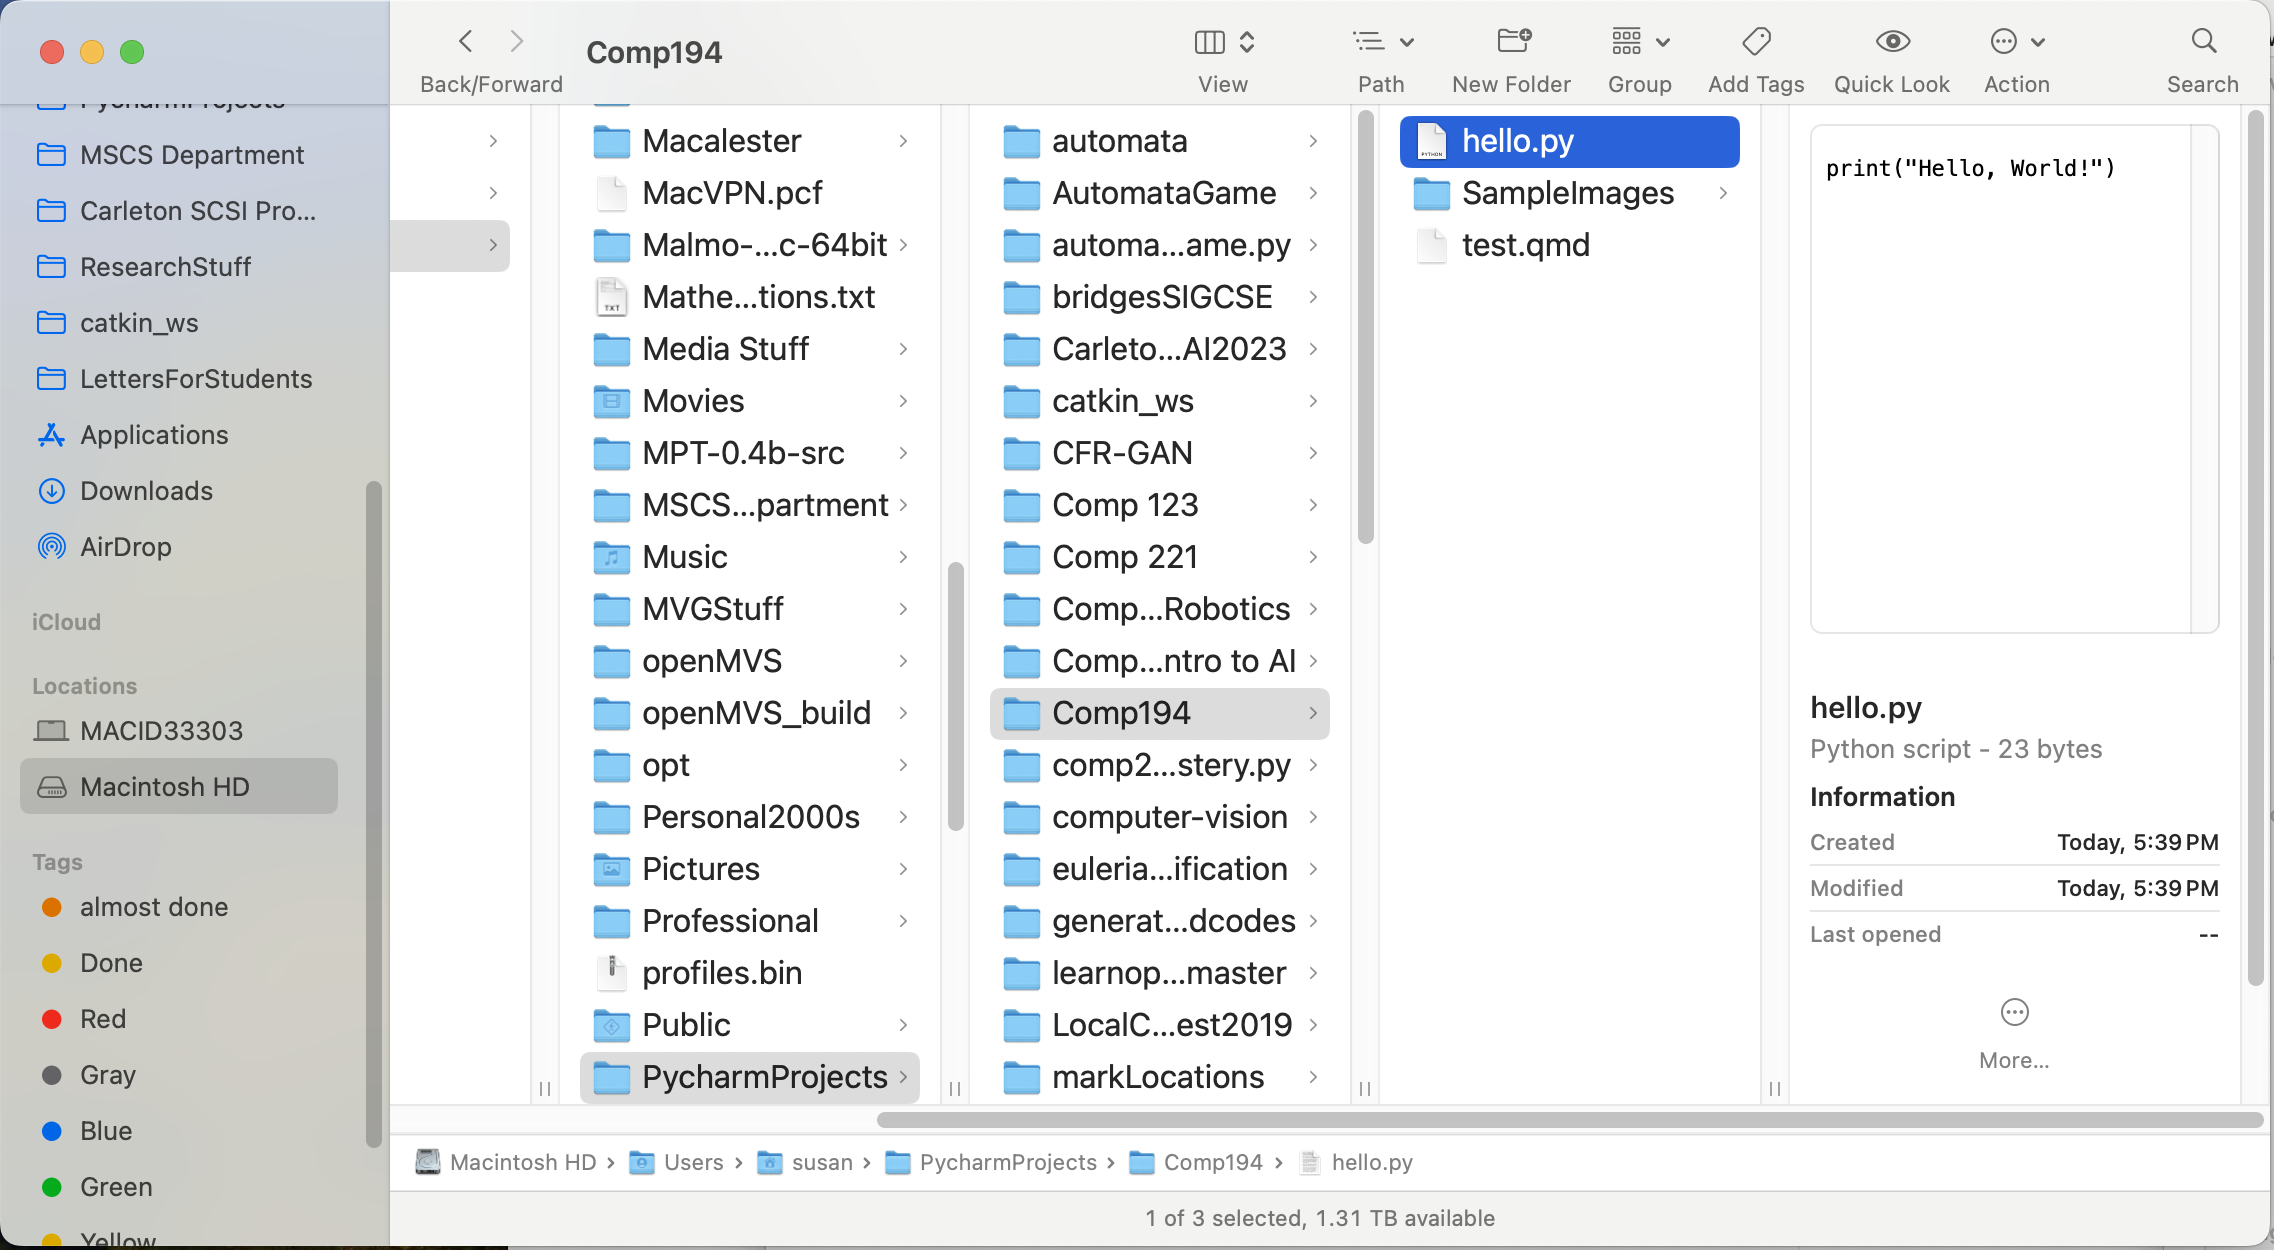 Comp194
Back/Forward
View
Path
New Folder
Group
Add Tags
Quick Look
Action
Search
PycharmProjects
MSCS Department
Carleton SCSI Pro...
ResearchStuff
catkin_ws
LettersForStudents
Applications
Downloads
AirDrop
iCloud
Locations
MACID33303
Macintosh HD
Tags
almost done
Done
Red
Gray
Blue
Green
Yellow
Macalester
MacVPN.pcf
Malmo-...c-64bit
Mathe...tions.txt
Media Stuff
Movies
MPT-0.4b-src
MSCS...partment
Music
MVGStuff
openMVS
openMVS_build
opt
Personal2000s
Pictures
Professional
profiles.bin
Public
PycharmProjects
automata
AutomataGame
automa...ame.py
bridgesSIGCSE
Carleto...AI2023
catkin_ws
CFR-GAN
Comp 123
Comp 221
Comp...Robotics
Comp...ntro to AI
Comp194
comp2...stery.py
computer-vision
euleria...ification
generat...dcodes
learnop...master
LocalC...est2019
markLocations
hello.py
SampleImages
test.qmd
print("Hello, World!")
hello.py
Python script - 23 bytes
Information
Created Today, 5:39 PM
Modified Today, 5:39 PM
Last opened --
More...
Macintosh HD › Users › susan › PycharmProjects › Comp194 › hello.py
1 of 3 selected, 1.31 TB available